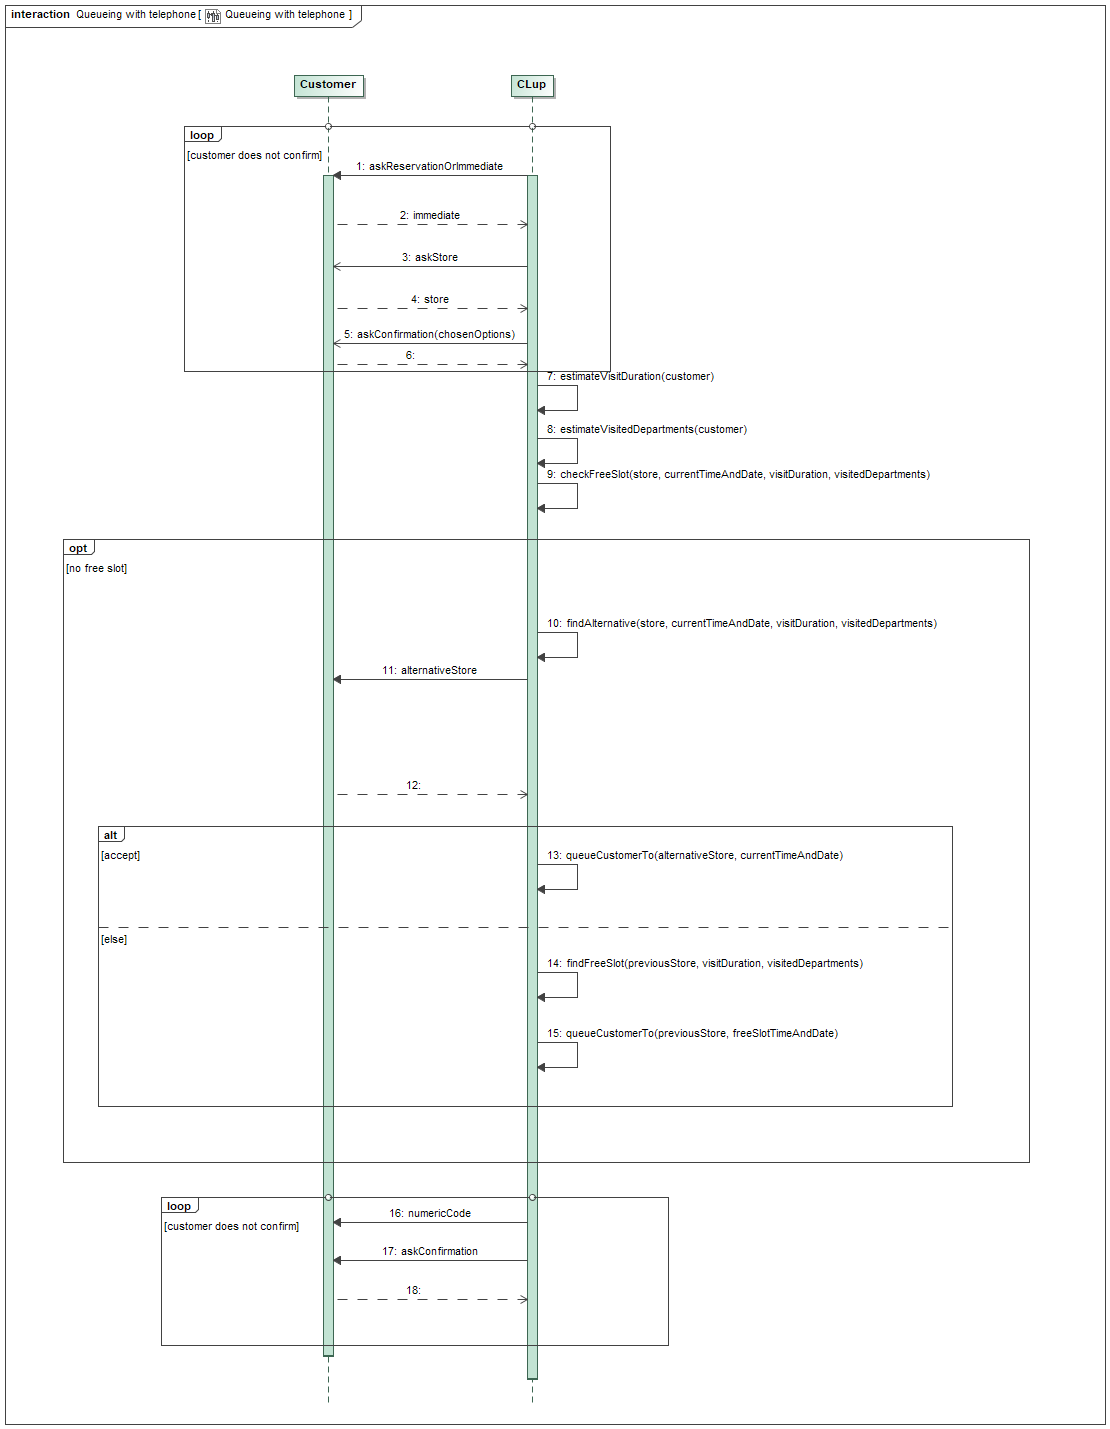 interaction Queueing with telephone [ Queueing with telephone ]
Customer
CLup
loop
[customer does not confirm]
1: askReservationOrImmediate
2: immediate
3: askStore
4: store
5: askConfirmation(chosenOptions)
6:
7: estimateVisitDuration(customer)
8: estimateVisitedDepartments(customer)
9: checkFreeSlot(store, currentTimeAndDate, visitDuration, visitedDepartments)
opt
[no free slot]
10: findAlternative(store, currentTimeAndDate, visitDuration, visitedDepartments)
11: alternativeStore
12:
alt
[accept]
13: queueCustomerTo(alternativeStore, currentTimeAndDate)
[else]
14: findFreeSlot(previousStore, visitDuration, visitedDepartments)
15: queueCustomerTo(previousStore, freeSlotTimeAndDate)
loop
[customer does not confirm]
16: numericCode
17: askConfirmation
18: